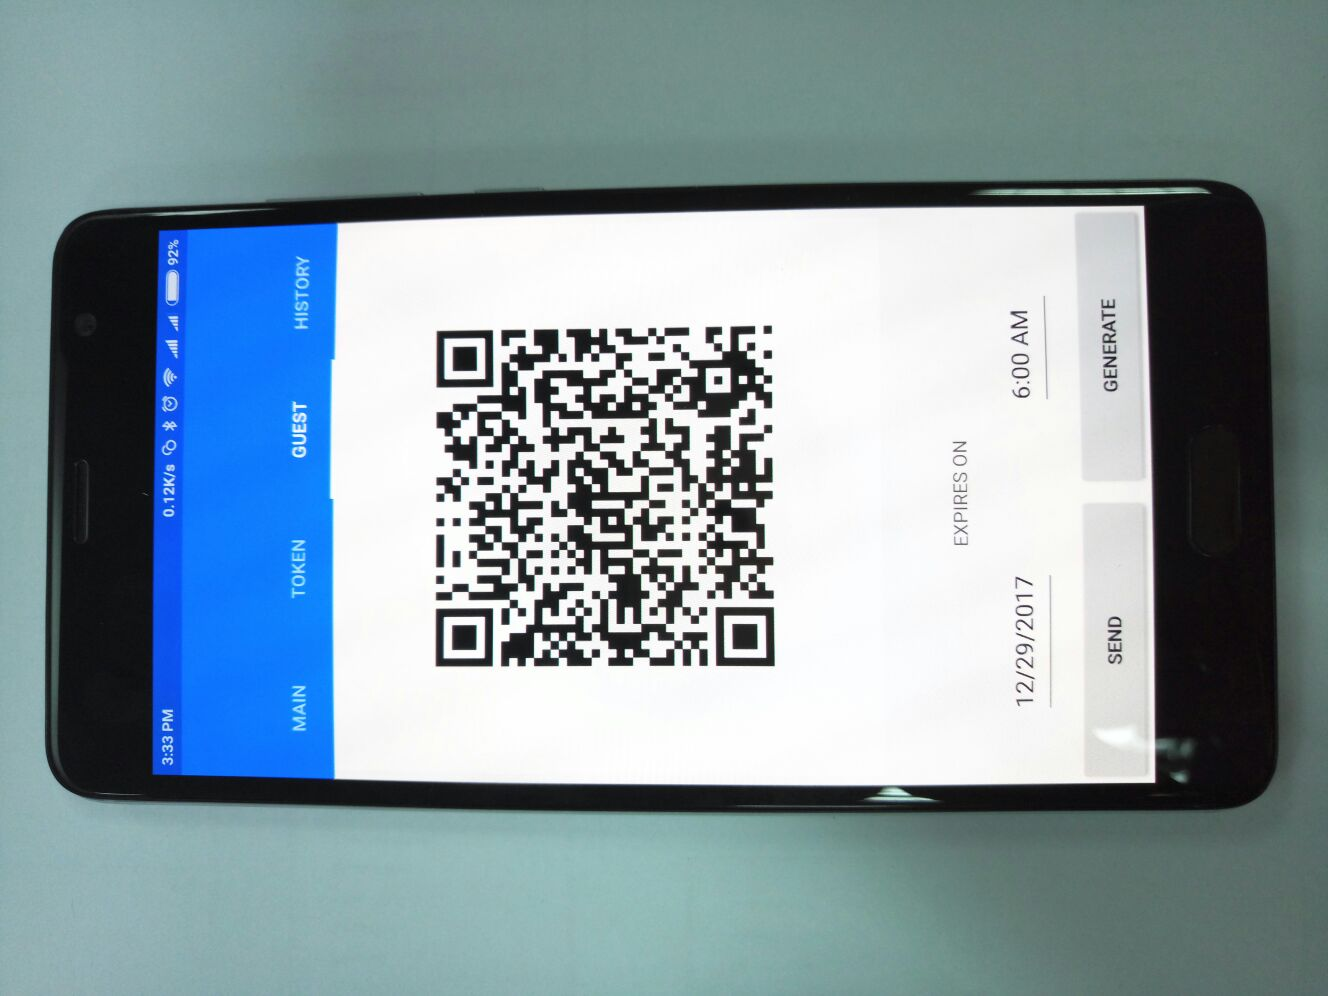 3:33 PM 0.12K/s 92%
MAIN TOKEN GUEST HISTORY
EXPIRES ON
12/29/2017 6:00 AM
SEND GENERATE